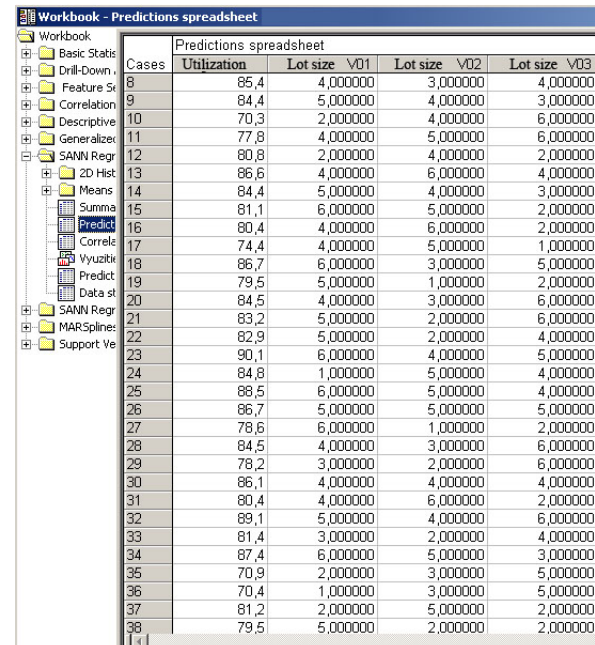 Workbook - Predictions spreadsheet
Workbook
Basic Statis
Drill-Down
Feature Se
Correlation
Descriptive
Generalized
SANN Regr
2D Hist
Means
Summa
Predict
Correla
Vyuzitie
Predict
Data st
SANN Regr
MARSplines
Support Ve
Predictions spreadsheet
Cases Utilization Lot size V01 Lot size V02 Lot size V03
8 85,4 4,000000 3,000000 4,000000
9 84,4 5,000000 4,000000 3,000000
10 70,3 2,000000 4,000000 6,000000
11 77,8 4,000000 5,000000 6,000000
12 80,8 2,000000 4,000000 2,000000
13 86,6 4,000000 6,000000 4,000000
14 84,4 5,000000 4,000000 3,000000
15 81,1 6,000000 5,000000 2,000000
16 80,4 4,000000 6,000000 2,000000
17 74,4 4,000000 5,000000 1,000000
18 86,7 6,000000 3,000000 5,000000
19 79,5 5,000000 1,000000 2,000000
20 84,5 4,000000 3,000000 6,000000
21 83,2 5,000000 2,000000 6,000000
22 82,9 5,000000 2,000000 4,000000
23 90,1 6,000000 4,000000 5,000000
24 84,8 1,000000 5,000000 4,000000
25 88,5 6,000000 5,000000 4,000000
26 86,7 5,000000 5,000000 5,000000
27 78,6 6,000000 1,000000 2,000000
28 84,5 4,000000 3,000000 6,000000
29 78,2 3,000000 2,000000 6,000000
30 86,1 4,000000 4,000000 4,000000
31 80,4 4,000000 6,000000 2,000000
32 89,1 5,000000 4,000000 6,000000
33 81,4 3,000000 2,000000 4,000000
34 87,4 6,000000 5,000000 3,000000
35 70,9 2,000000 3,000000 5,000000
36 70,4 1,000000 3,000000 5,000000
37 81,2 2,000000 5,000000 2,000000
38 79,5 5,000000 2,000000 2,000000